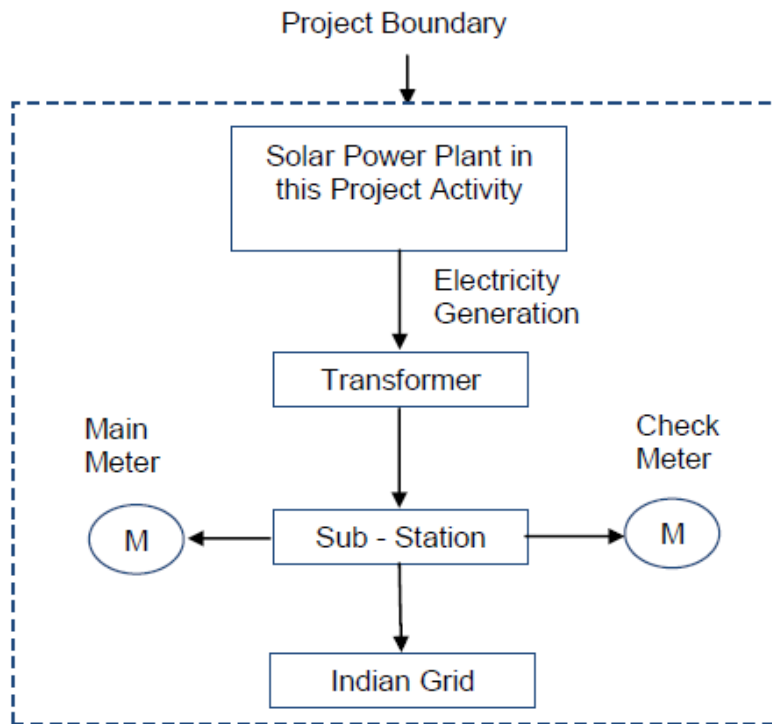 Project Boundary
Solar Power Plant in
this Project Activity
Electricity
Generation
Transformer
Main
Meter
Check
Meter
M
Sub - Station
M
Indian Grid